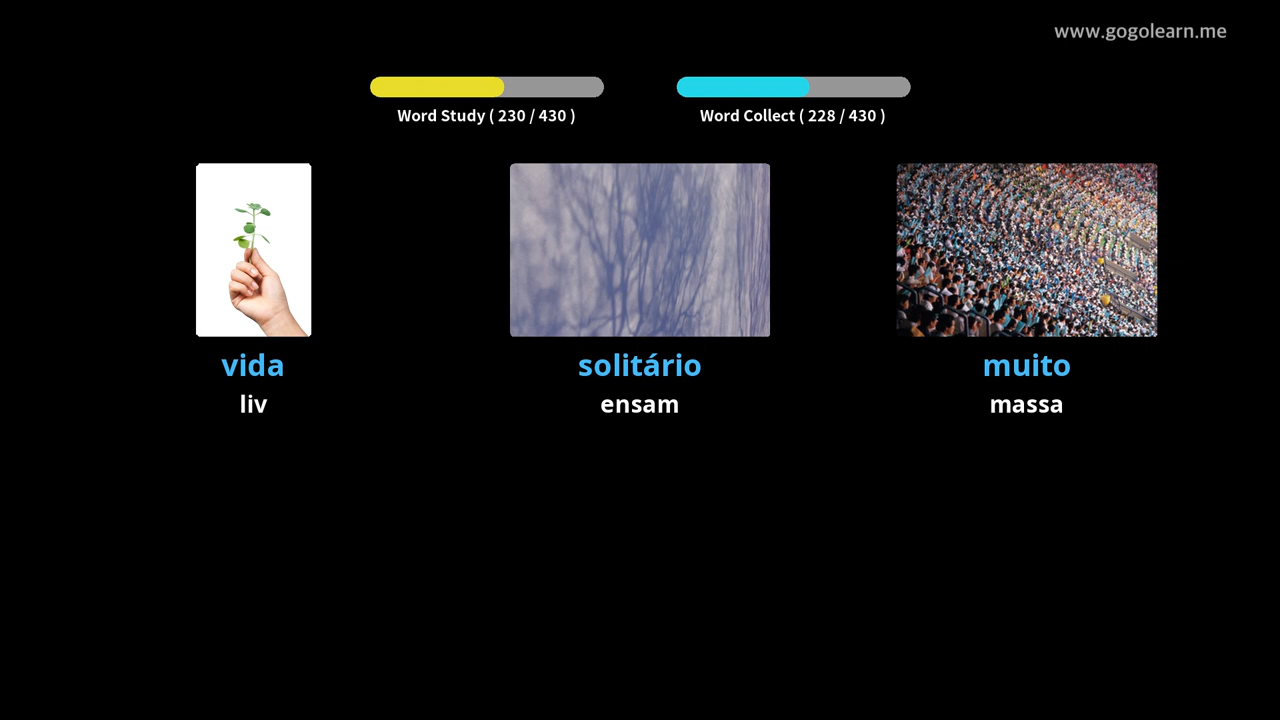 www.gogolearn.me
Word Study ( 230 / 430 )
Word Collect ( 228 / 430 )
vida
liv
solitário
ensam
muito
massa